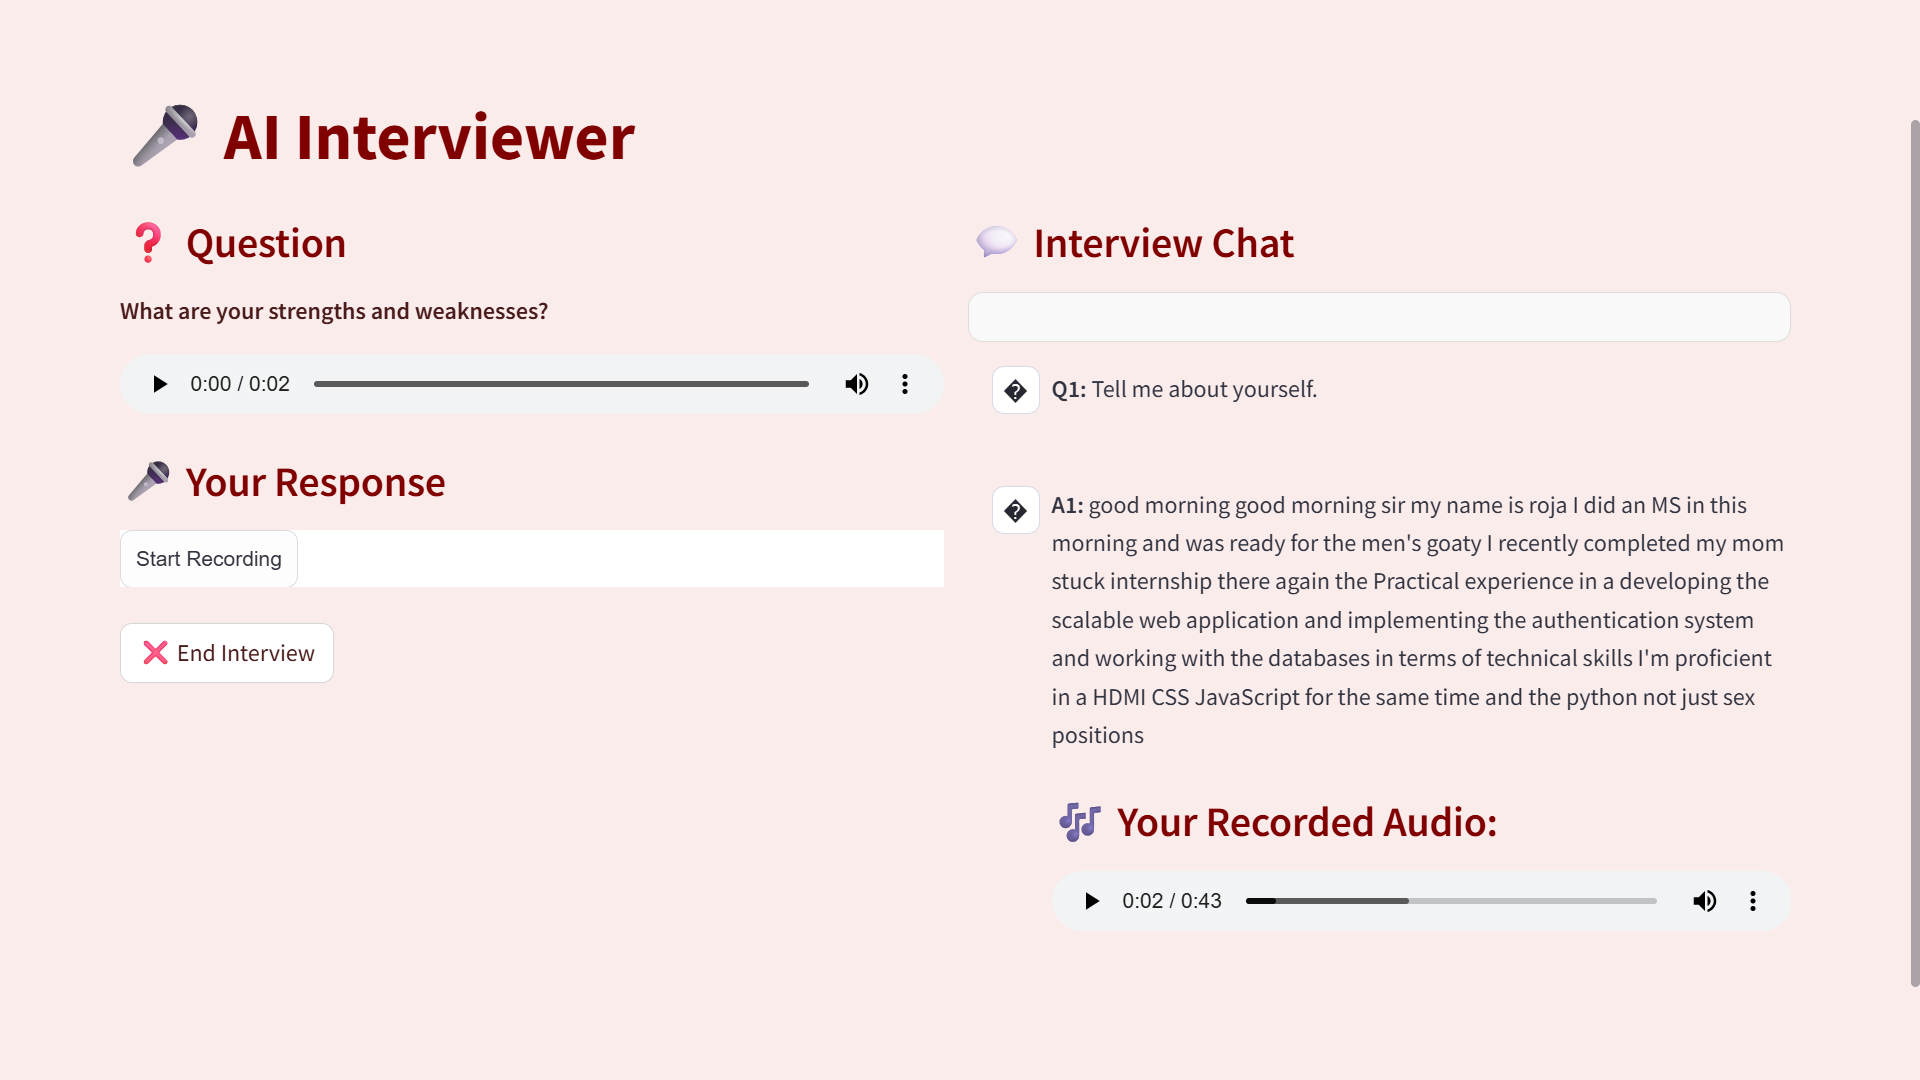 AI Interviewer
Question
What are your strengths and weaknesses?
0:00 / 0:02
Your Response
Start Recording
End Interview
Interview Chat
Q1: Tell me about yourself.
A1: good morning good morning sir my name is roja I did an MS in this
morning and was ready for the men's goaty I recently completed my mom
stuck internship there again the Practical experience in a developing the
scalable web application and implementing the authentication system
and working with the databases in terms of technical skills I'm proficient
in a HDMI CSS JavaScript for the same time and the python not just sex
positions
Your Recorded Audio:
0:02 / 0:43